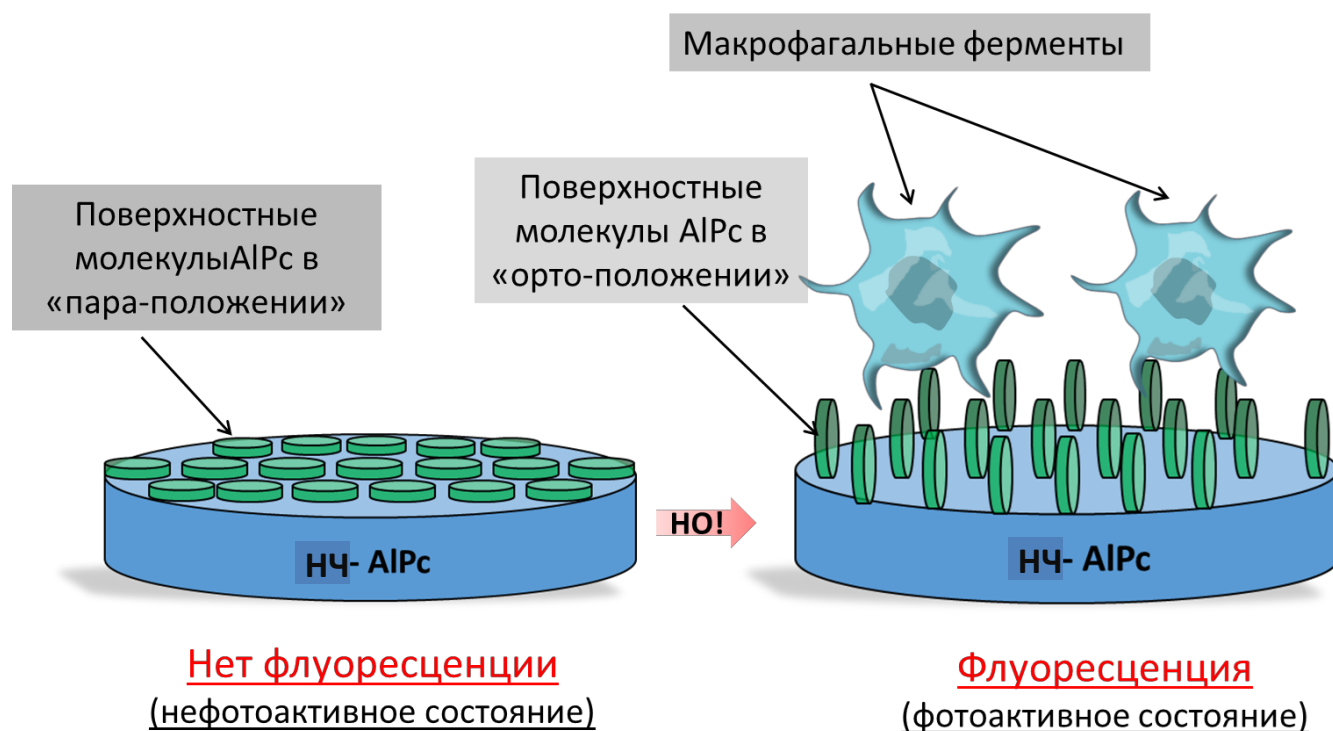 Макрофагальные ферменты
Поверхностные
молекулыAlPc в
«пара-положении»
Поверхностные
молекулы AlPc в
«орто-положении»
НО!
НЧ- AlPc
НЧ- AlPc
Нет флуоресценции
(нефотоактивное состояние)
Флуоресценция
(фотоактивное состояние)